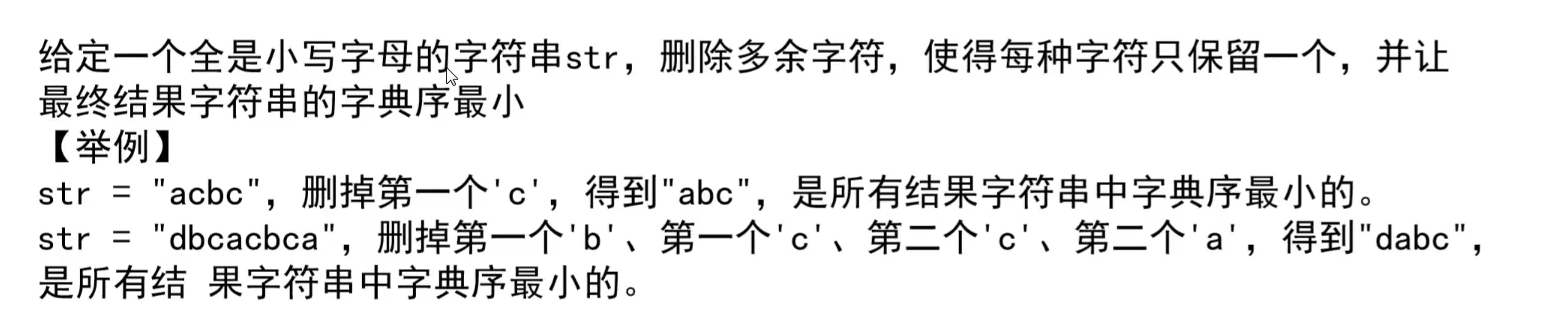 给定一个全是小写字母的字符串str，删除多余字符，使得每种字符只保留一个，并让
最终结果字符串的字典序最小
【举例】
str = "acbc"，删掉第一个'c'，得到"abc"，是所有结果字符串中字典序最小的。
str = "dbcacbca"，删掉第一个'b'、第一个'c'、第二个'c'、第二个'a'，得到"dabc"，
是所有结 果字符串中字典序最小的。